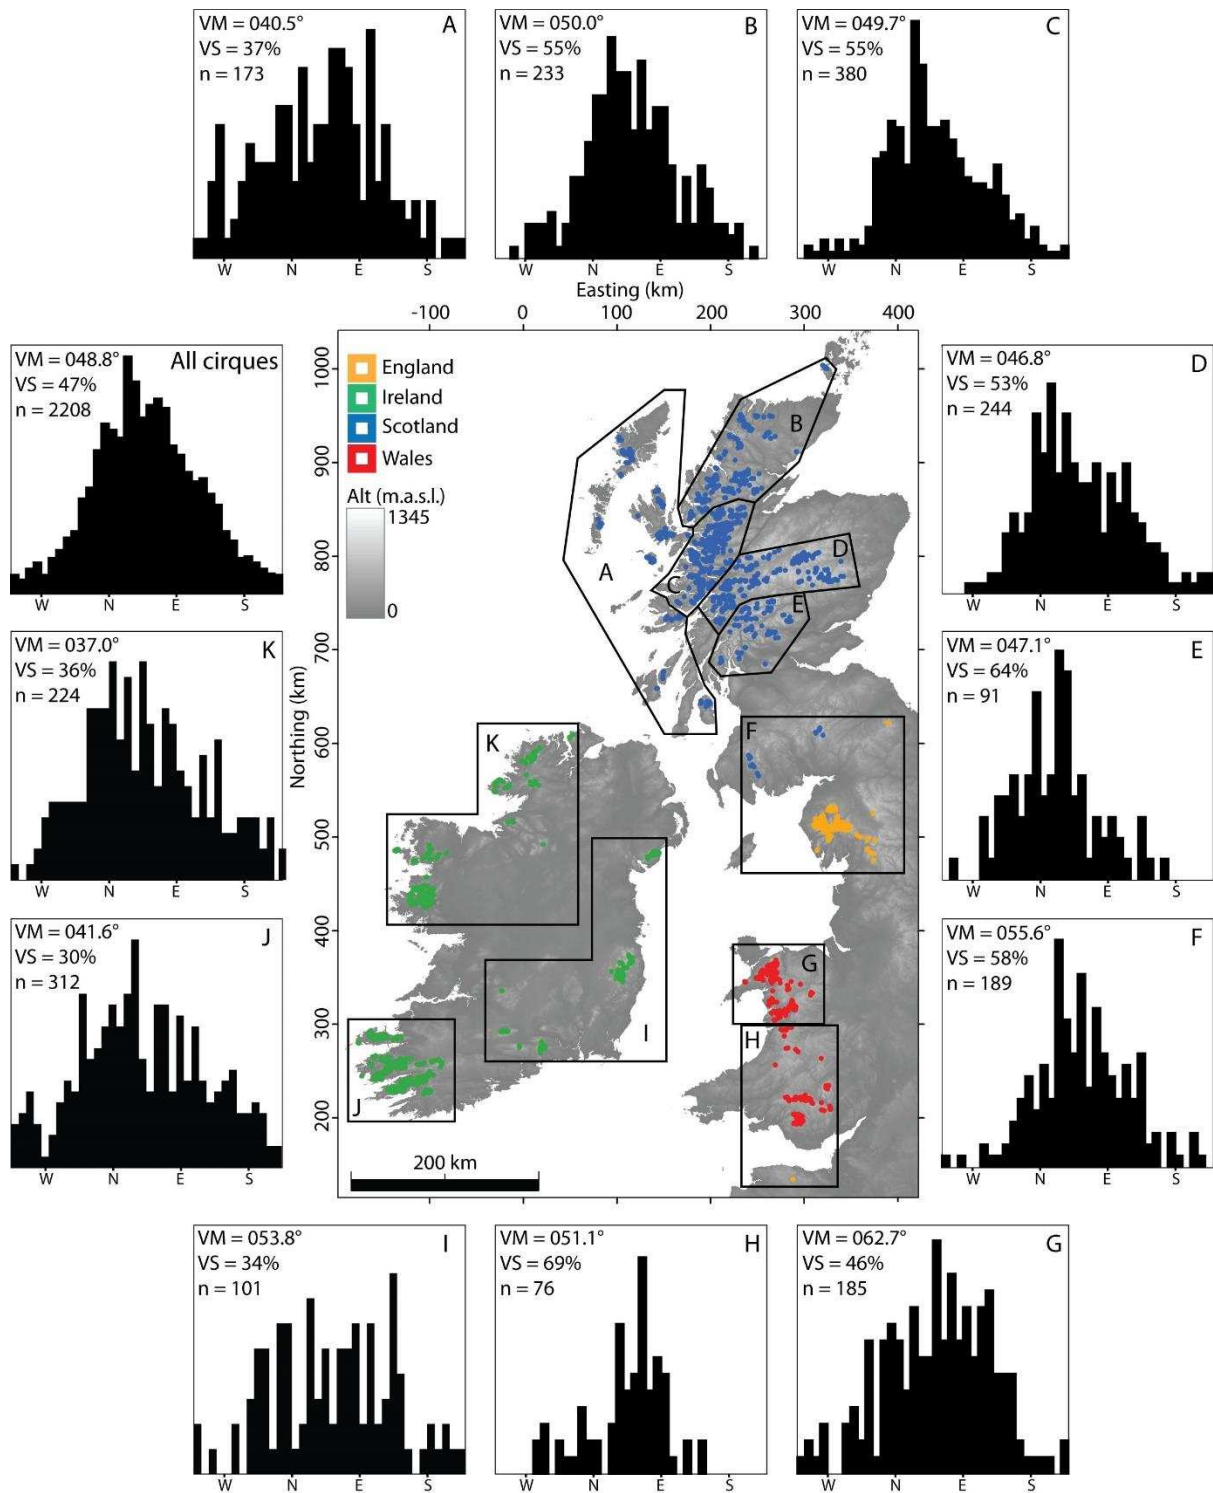 VM = 040.5°
VS = 37%
n = 173
A
W N E S
VM = 050.0°
VS = 55%
n = 233
B
W N E S
VM = 049.7°
VS = 55%
n = 380
C
W N E S
Easting (km)
-100 0 100 200 300 400
VM = 048.8°
VS = 47%
n = 2208
All cirques
W N E S
England
Ireland
Scotland
Wales
Alt (m.a.s.l.)
1345
0
Northing (km)
1000
900
800
700
600
500
400
300
200
A
B
C
D
E
F
G
H
I
J
K
200 km
VM = 046.8°
VS = 53%
n = 244
D
W N E S
VM = 037.0°
VS = 36%
n = 224
K
W N E S
VM = 047.1°
VS = 64%
n = 91
E
W N E S
VM = 041.6°
VS = 30%
n = 312
J
W N E S
VM = 055.6°
VS = 58%
n = 189
F
W N E S
VM = 053.8°
VS = 34%
n = 101
I
W N E S
VM = 051.1°
VS = 69%
n = 76
H
W N E S
VM = 062.7°
VS = 46%
n = 185
G
W N E S